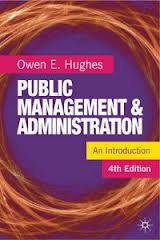 Owen E. Hughes
PUBLIC
MANAGEMENT &
ADMINISTRATION
An Introduction
4th Edition